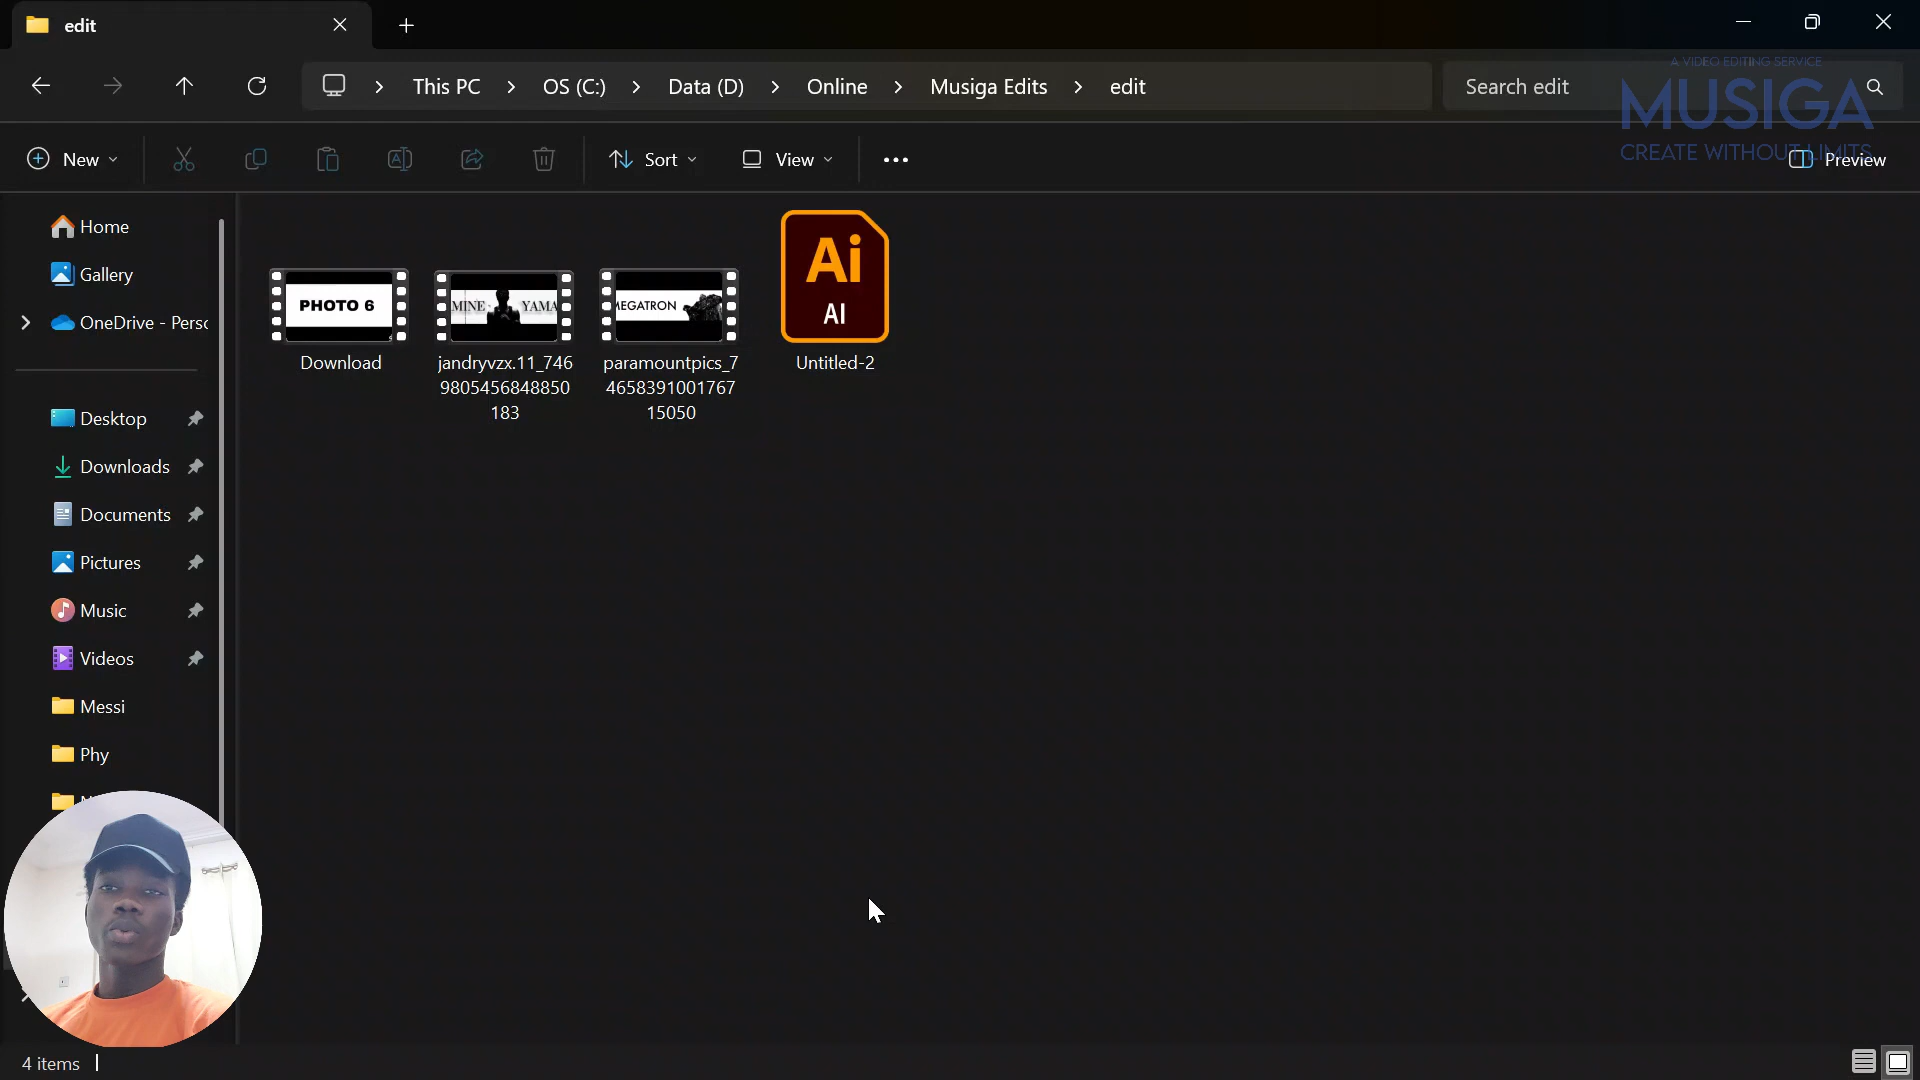 edit
This PC
OS (C:)
Data (D)
Online
Musiga Edits
edit
Search edit
A VIDEO EDITING SERVICE
MUSIGA
CREATE WITHOUT LIMITS
New
Sort
View
Preview
Home
Gallery
OneDrive - Perso
Desktop
Downloads
Documents
Pictures
Music
Videos
Messi
Phy
PHOTO 6
Download
MINE YAMA
jandryvzx.11_746
9805456848850
183
MEGATRON
paramountpics_7
4658391001767
15050
Ai
AI
Untitled-2
4 items